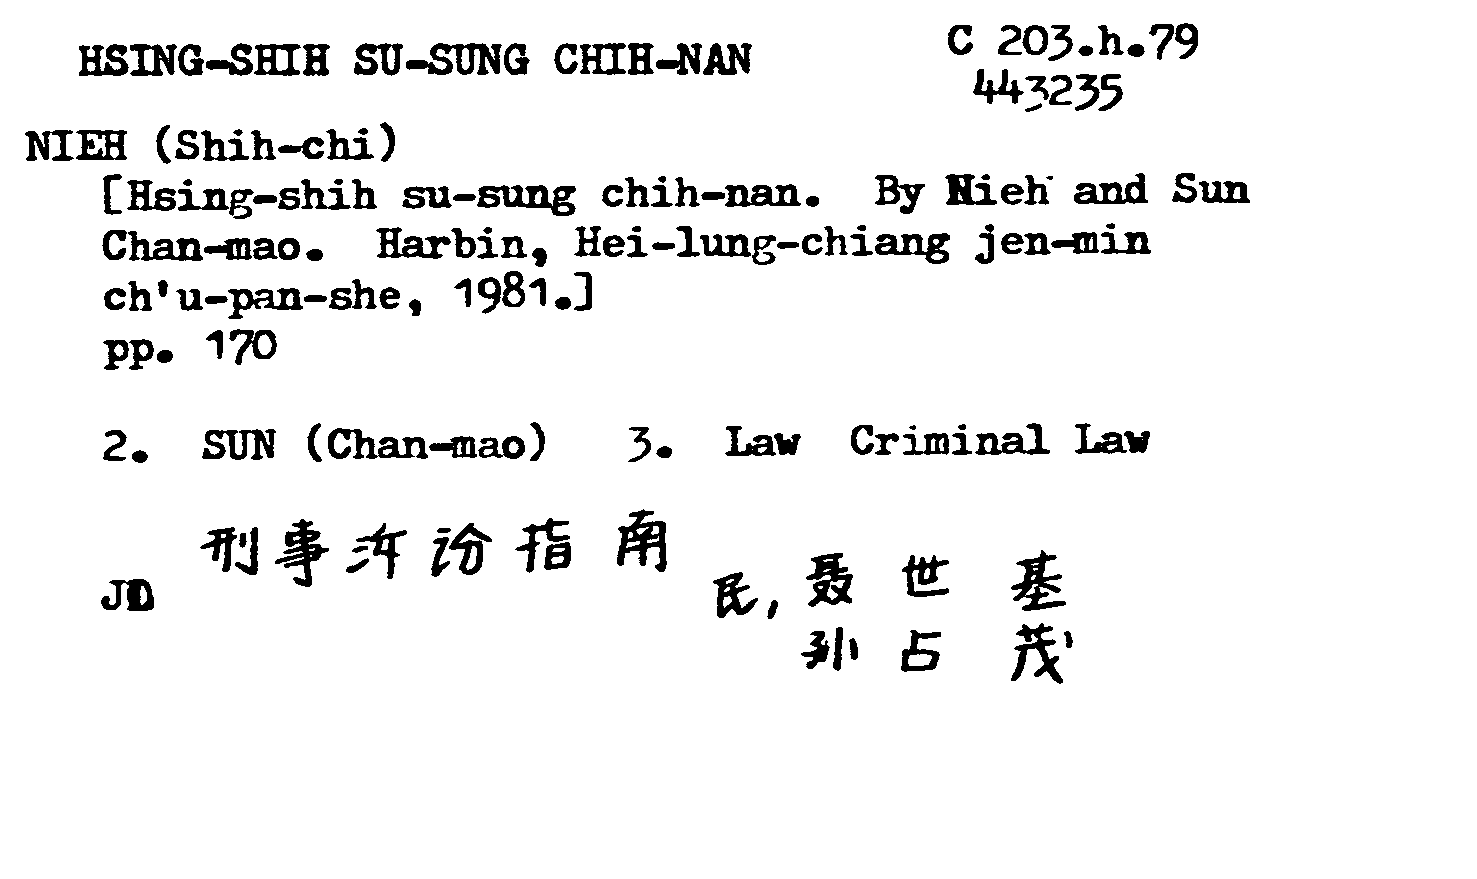 HSING-SHIH SU-SUNG CHIH-NAN
C 203.h.79
443235
NIEH (Shih-chi)
[Hsing-shih su-sung chih-nan. By Nieh and Sun
Chan-mao. Harbin, Hei-lung-chiang jen-min
ch'u-pan-she, 1981.]
pp. 170
2. SUN (Chan-mao) 3. Law Criminal Law
刑事诉讼指南
JD
民, 聂世基
孙占茂